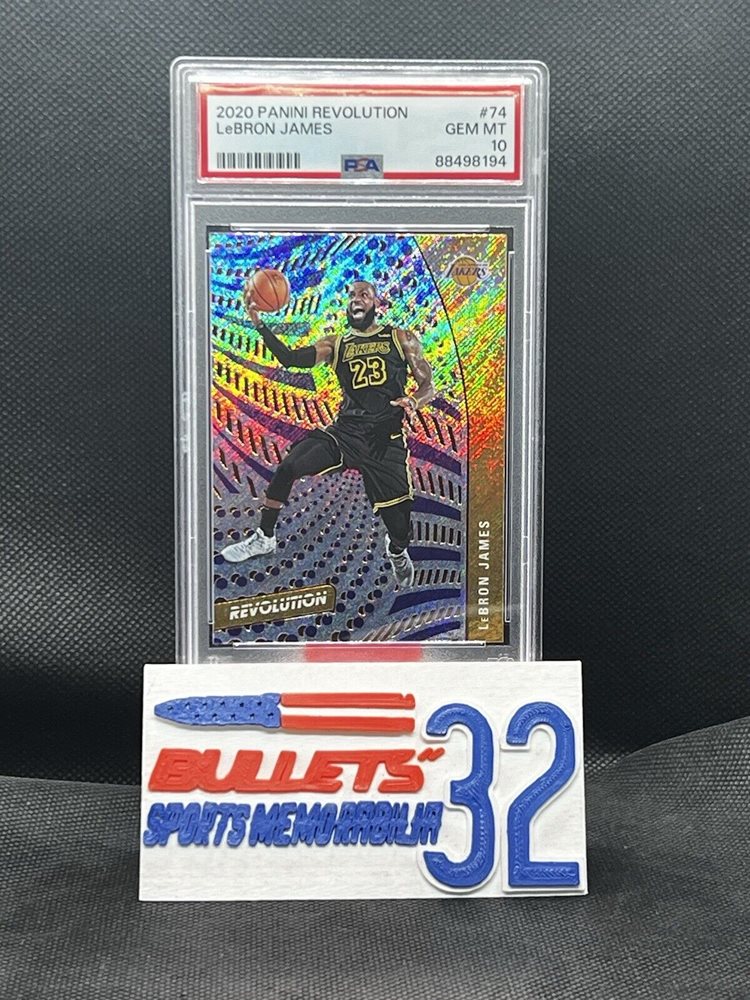 2020 PANINI REVOLUTION #74
LeBRON JAMES GEM MT
10
PSA 88498194
LAKERS
LAKERS
23
LeBRON JAMES
REVOLUTION
BULLETS" 32
SPORTS MEMORABILIA